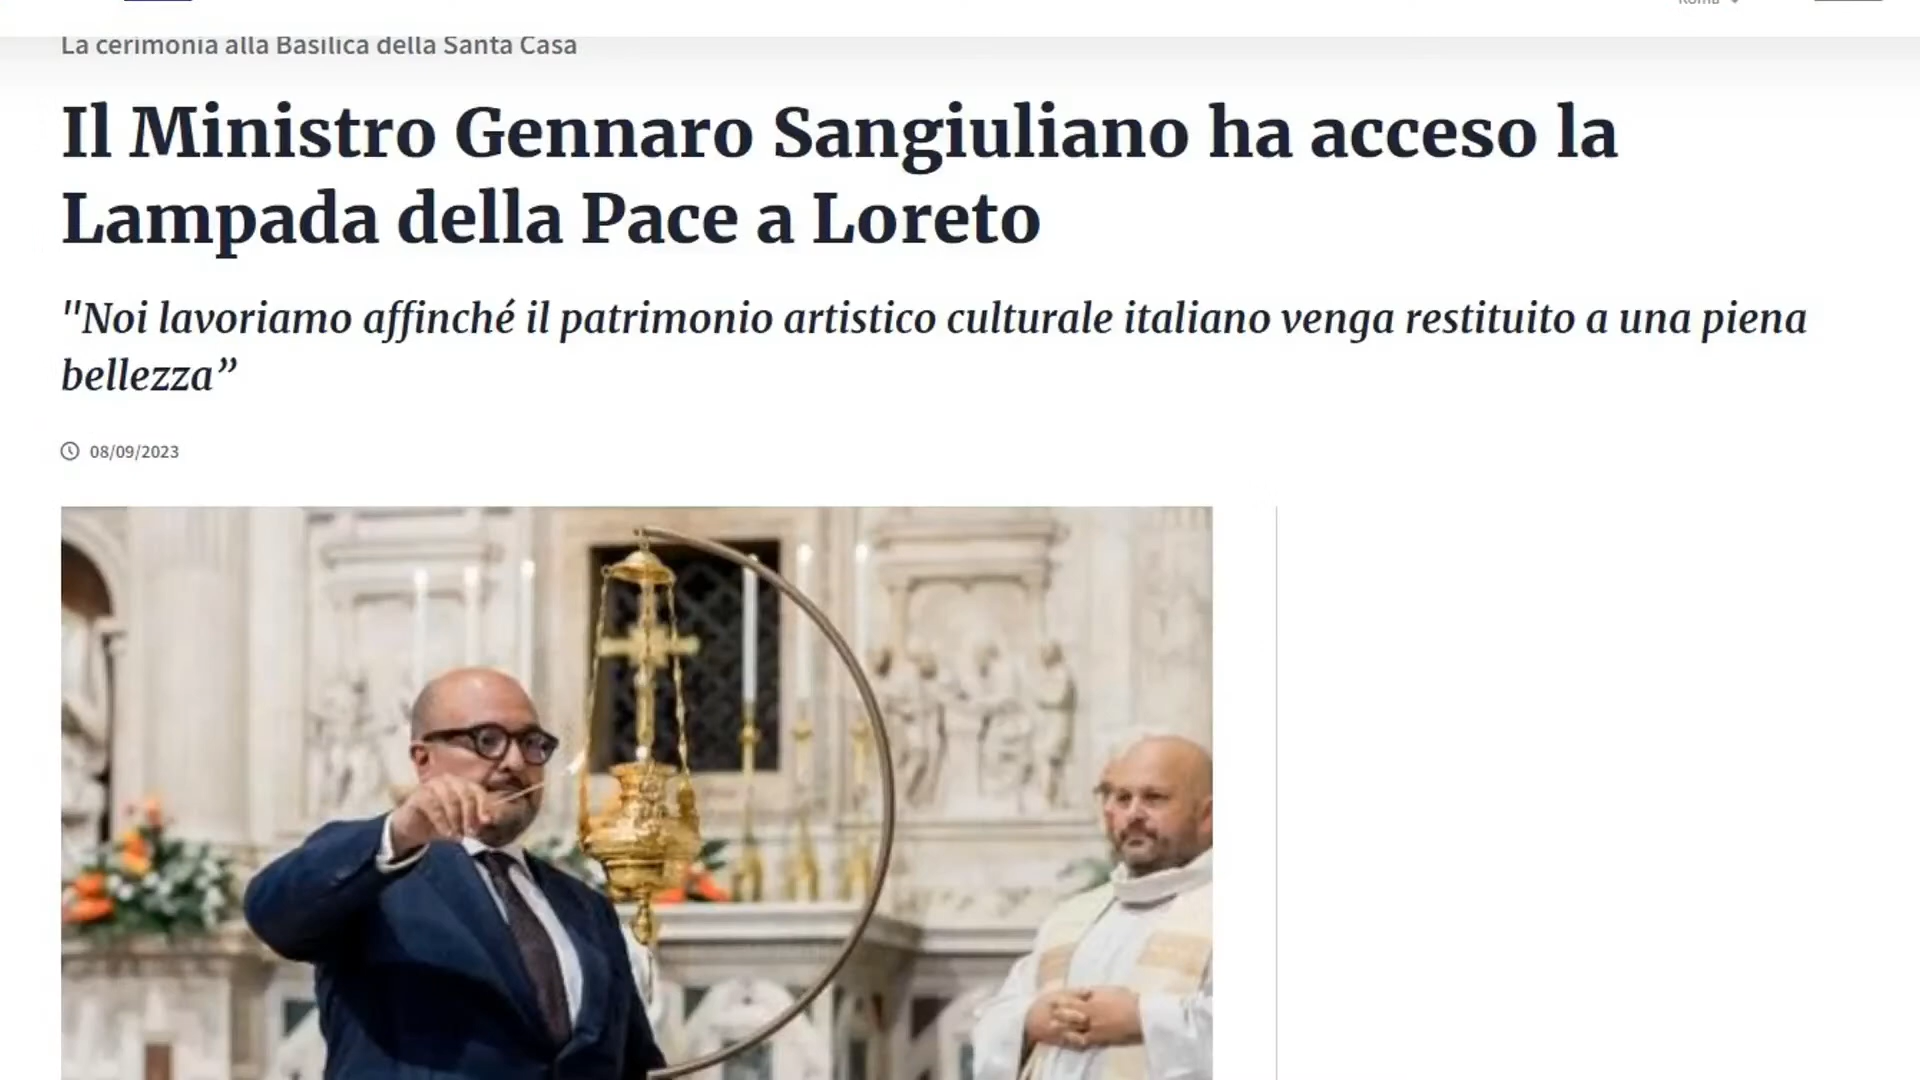 Roma
La cerimonia alla Basilica della Santa Casa
Il Ministro Gennaro Sangiuliano ha acceso la
Lampada della Pace a Loreto
"Noi lavoriamo affinché il patrimonio artistico culturale italiano venga restituito a una piena
bellezza”
08/09/2023